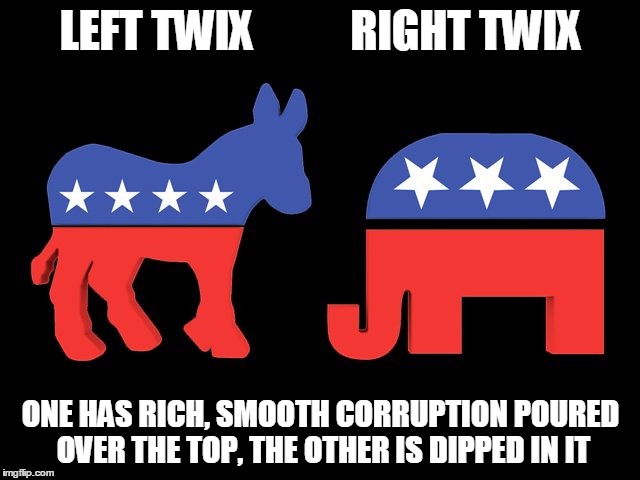 LEFT TWIX RIGHT TWIX
ONE HAS RICH, SMOOTH CORRUPTION POURED
OVER THE TOP, THE OTHER IS DIPPED IN IT
imgflip.com